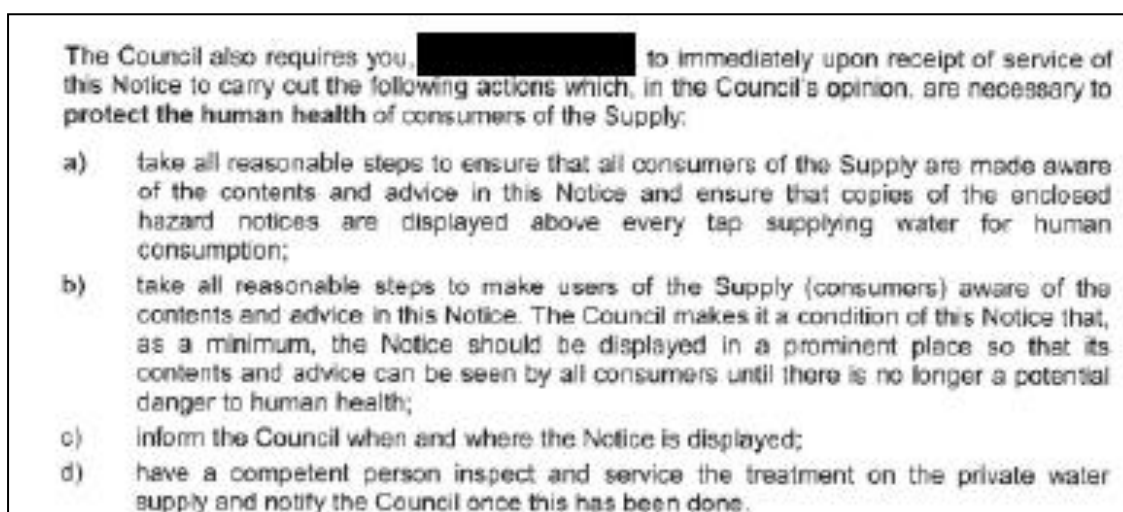 The Council also requires you, to immediately upon receipt of service of
this Notice to carry out the following actions which, in the Council's opinion, are necessary to
protect the human health of consumers of the Supply:
a) take all reasonable steps to ensure that all consumers of the Supply are made aware
of the contents and advice in this Notice and ensure that copies of the enclosed
hazard notices are displayed above every tap supplying water for human
consumption;
b) take all reasonable steps to make users of the Supply (consumers) aware of the
contents and advice in this Notice. The Council makes it a condition of this Notice that,
as a minimum, the Notice should be displayed in a prominent place so that its
contents and advice can be seen by all consumers until there is no longer a potential
danger to human health;
c) inform the Council when and where the Notice is displayed;
d) have a competent person inspect and service the treatment on the private water
supply and notify the Council once this has been done.